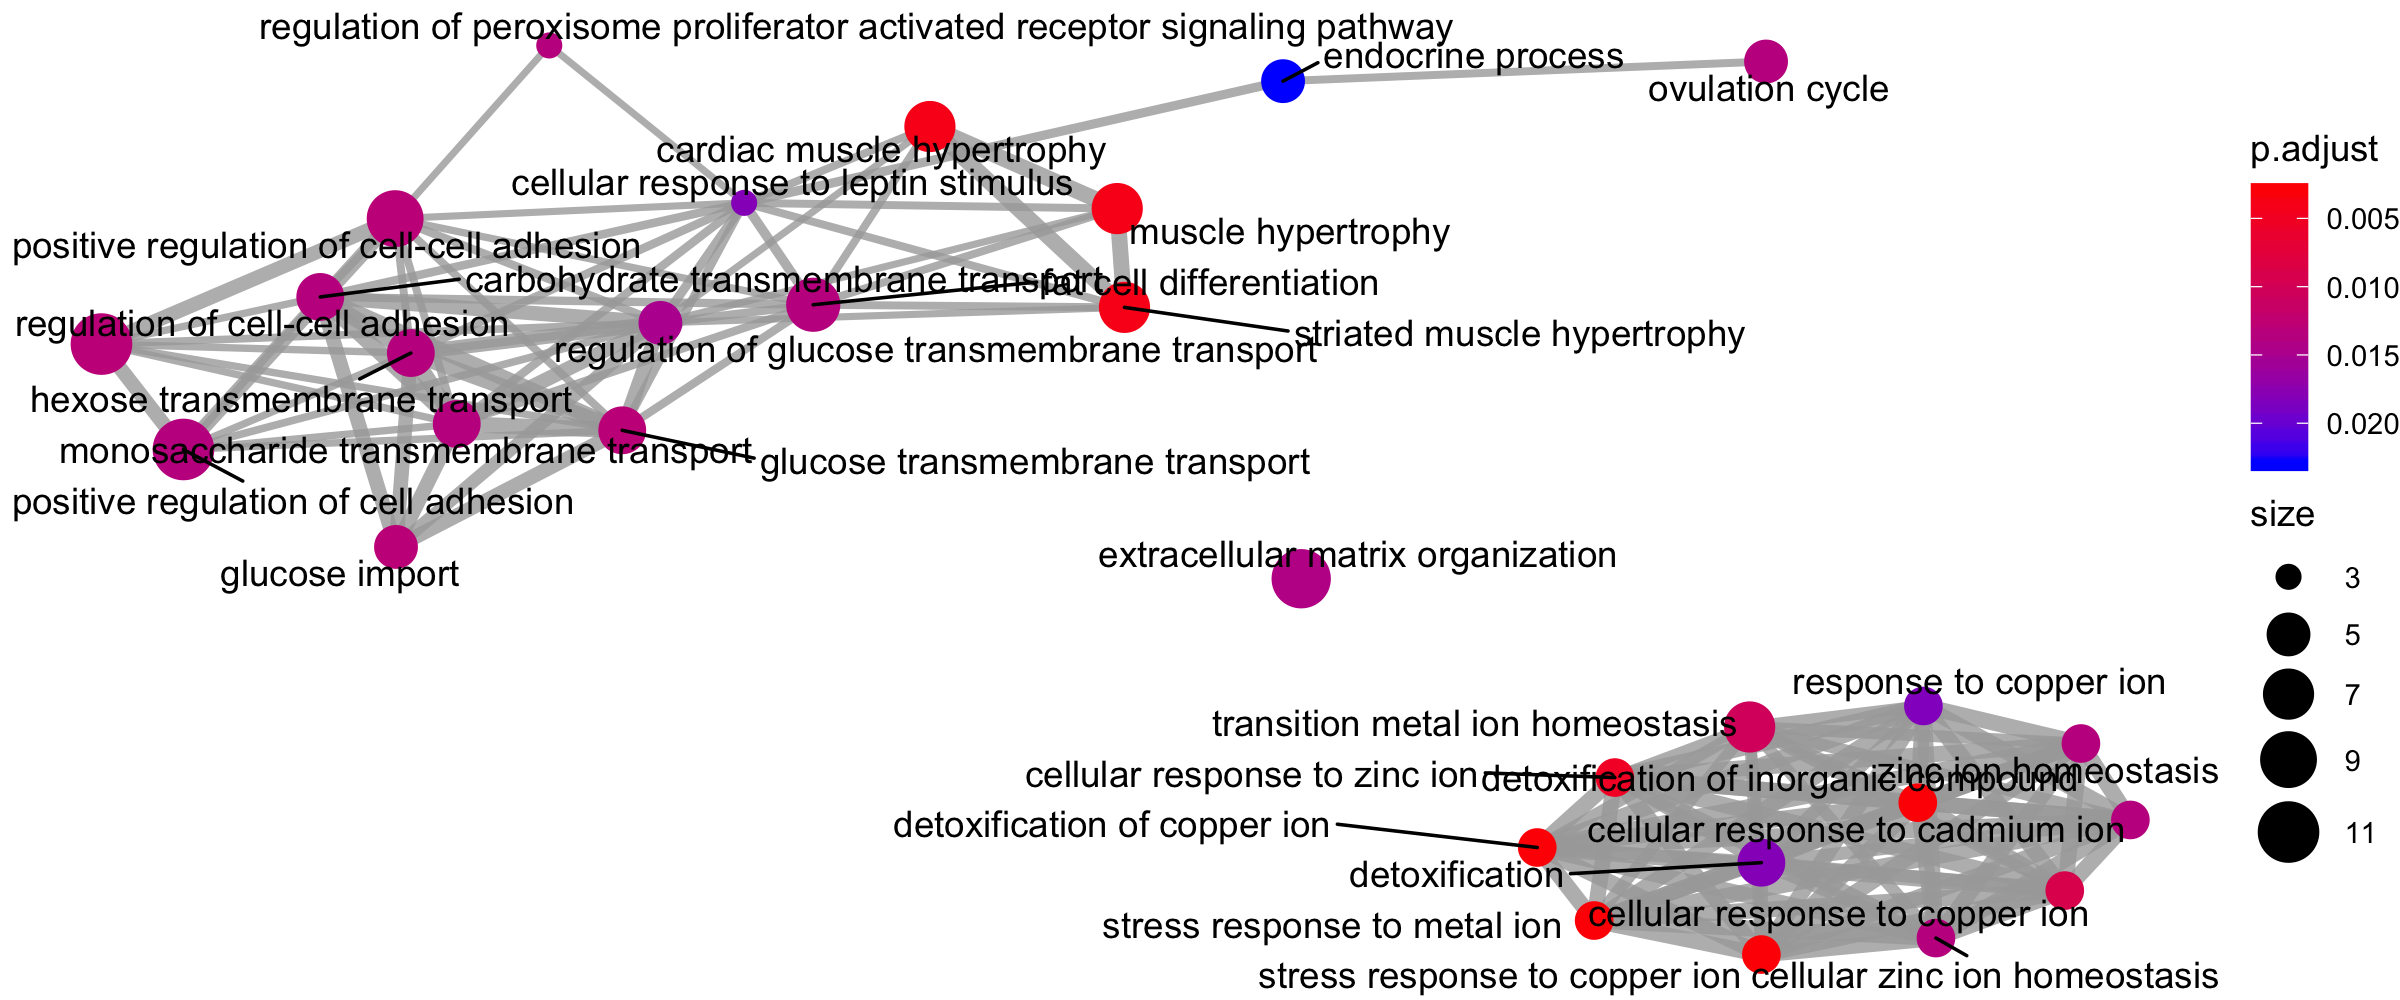 regulation of peroxisome proliferator activated receptor signaling pathway
endocrine process
ovulation cycle
cardiac muscle hypertrophy
cellular response to leptin stimulus
muscle hypertrophy
positive regulation of cell-cell adhesion
carbohydrate transmembrane transport
fat cell differentiation
regulation of cell-cell adhesion
striated muscle hypertrophy
regulation of glucose transmembrane transport
hexose transmembrane transport
monosaccharide transmembrane transport
glucose transmembrane transport
positive regulation of cell adhesion
glucose import
extracellular matrix organization
response to copper ion
transition metal ion homeostasis
cellular response to zinc ion
detoxification of inorganic compound
zinc ion homeostasis
detoxification of copper ion
cellular response to cadmium ion
detoxification
stress response to metal ion
cellular response to copper ion
stress response to copper ion
cellular zinc ion homeostasis
p.adjust
0.005
0.010
0.015
0.020
size
3
5
7
9
11